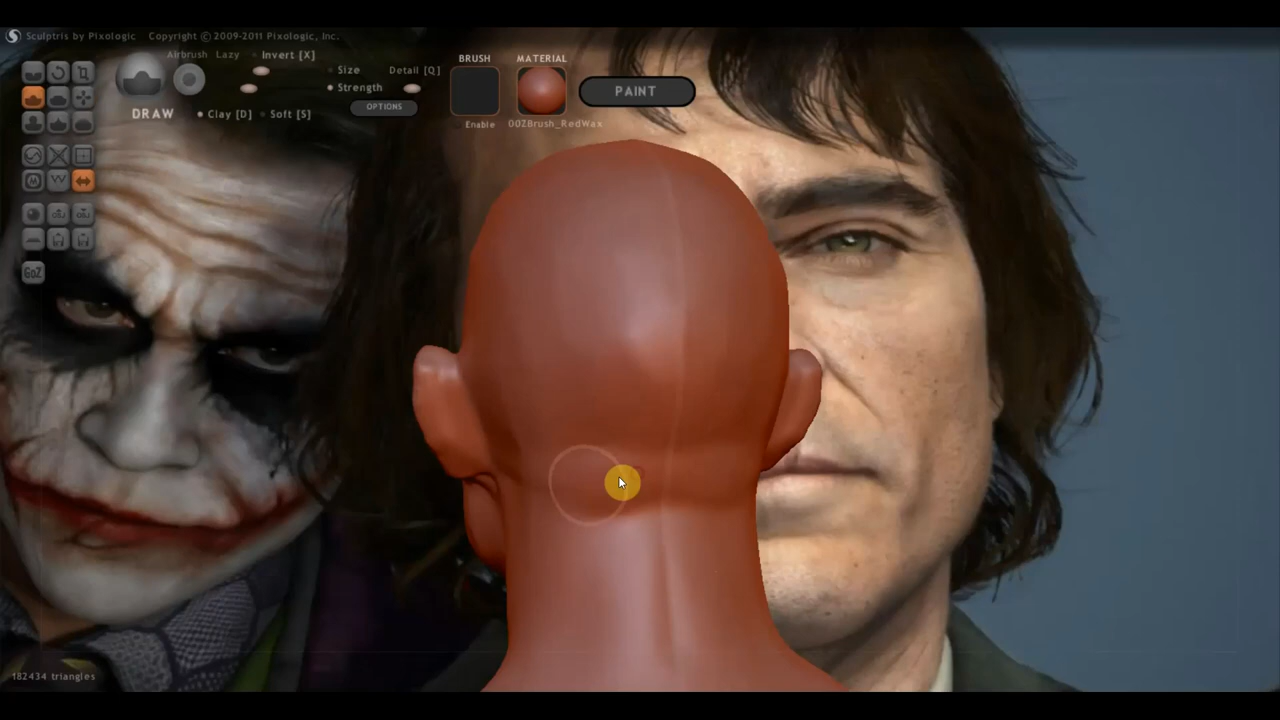 Sculptris by Pixologic Copyright © 2009-2011 Pixologic, Inc.
Airbrush Lazy Invert [X]
Size Detail [Q]
Strength
OPTIONS
DRAW Clay [D] Soft [S]
BRUSH
Enable
MATERIAL
00ZBrush_RedWax
PAINT
GoZ
182434 triangles